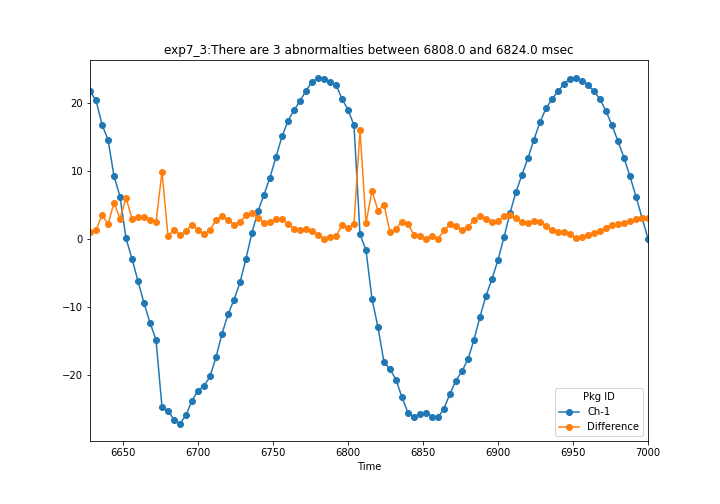 exp7_3:There are 3 abnormalties between 6808.0 and 6824.0 msec
20
10
0
−10
−20
6650 6700 6750 6800 6850 6900 6950 7000
Time
Pkg ID
Ch-1
Difference